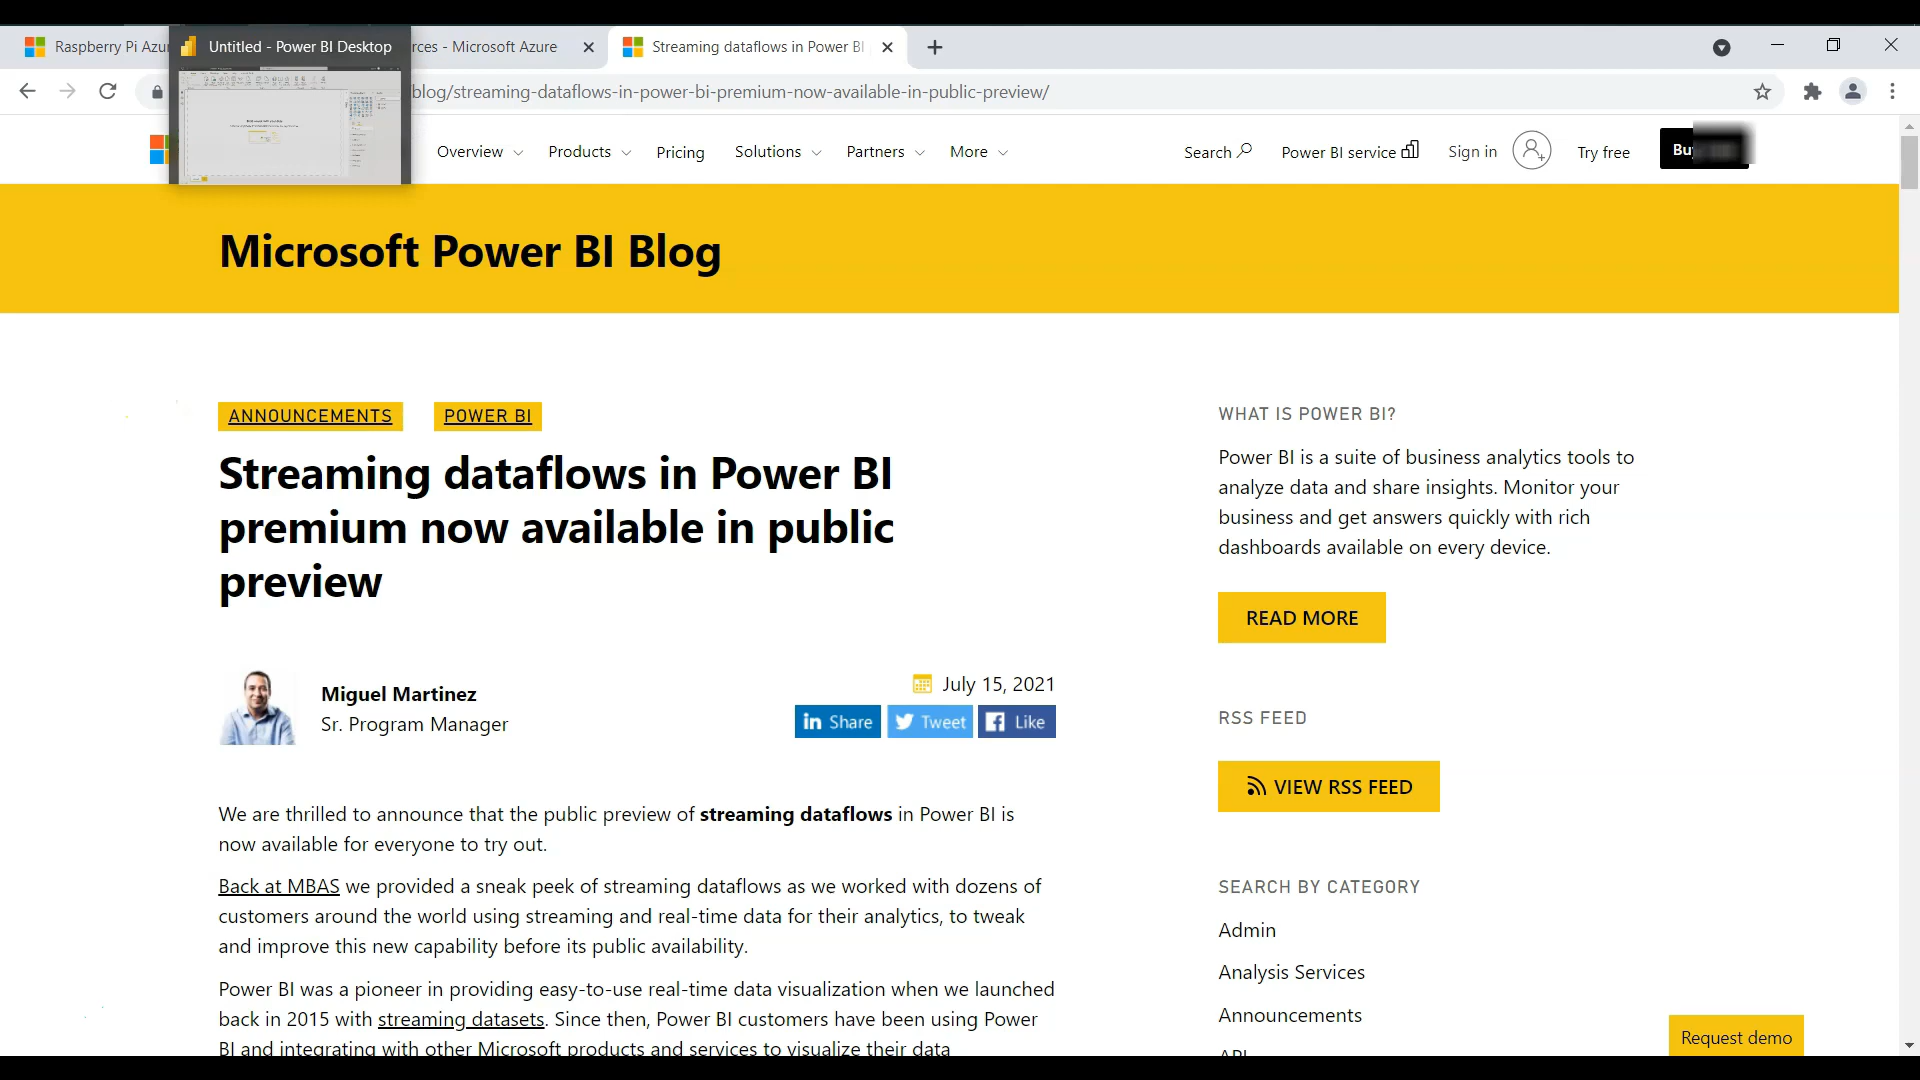 Raspberry Pi Azu
Untitled - Power BI Desktop
rces - Microsoft Azure
Streaming dataflows in Power BI
blog/streaming-dataflows-in-power-bi-premium-now-available-in-public-preview/
Overview Products Pricing Solutions Partners More Search Power BI service Sign in Try free
Microsoft Power BI Blog
ANNOUNCEMENTS POWER BI
Streaming dataflows in Power BI
premium now available in public
preview
Miguel Martinez
Sr. Program Manager
July 15, 2021
in Share Tweet Like
We are thrilled to announce that the public preview of streaming dataflows in Power BI is
now available for everyone to try out.
Back at MBAS we provided a sneak peek of streaming dataflows as we worked with dozens of
customers around the world using streaming and real-time data for their analytics, to tweak
and improve this new capability before its public availability.
Power BI was a pioneer in providing easy-to-use real-time data visualization when we launched
back in 2015 with streaming datasets. Since then, Power BI customers have been using Power
BI and integrating with other Microsoft products and services to visualize their data
WHAT IS POWER BI?
Power BI is a suite of business analytics tools to
analyze data and share insights. Monitor your
business and get answers quickly with rich
dashboards available on every device.
READ MORE
RSS FEED
VIEW RSS FEED
SEARCH BY CATEGORY
Admin
Analysis Services
Announcements
API
Request demo